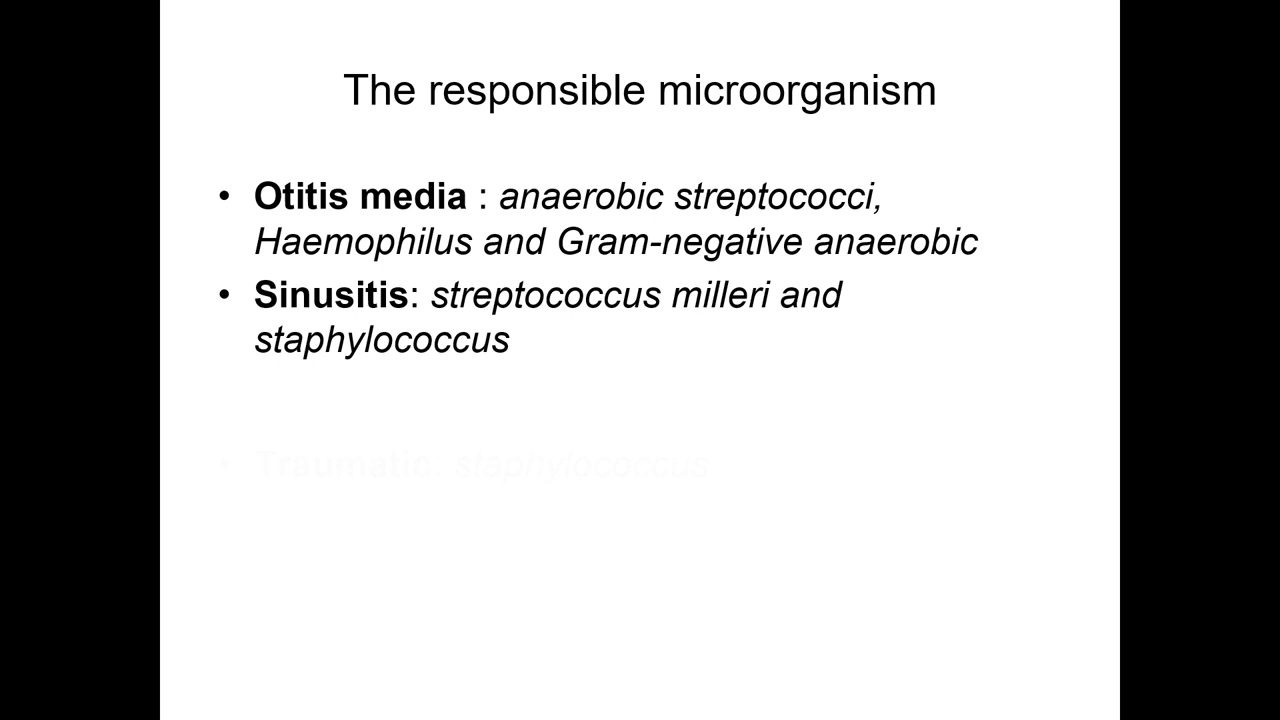 The responsible microorganism
• Otitis media : anaerobic streptococci,
Haemophilus and Gram-negative anaerobic
• Sinusitis: streptococcus milleri and
staphylococcus
• Traumatic: staphylococcus